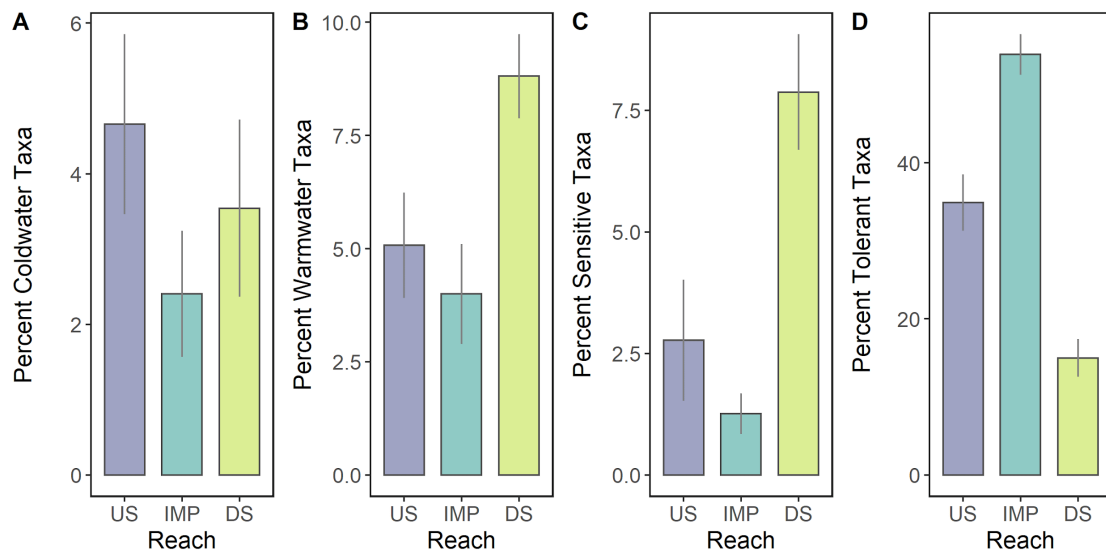 A
Percent Coldwater Taxa
6
4
2
0
US IMP DS
Reach
B
Percent Warmwater Taxa
10.0
7.5
5.0
2.5
0.0
US IMP DS
Reach
C
Percent Sensitive Taxa
7.5
5.0
2.5
0.0
US IMP DS
Reach
D
Percent Tolerant Taxa
40
20
0
US IMP DS
Reach